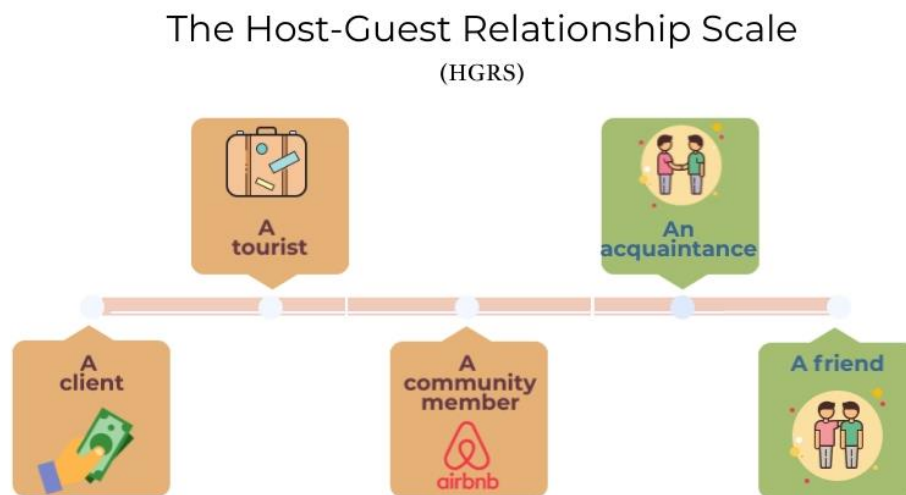 The Host-Guest Relationship Scale
(HGRS)
A
client
A
tourist
A
community
member
airbnb
An
acquaintance
A friend